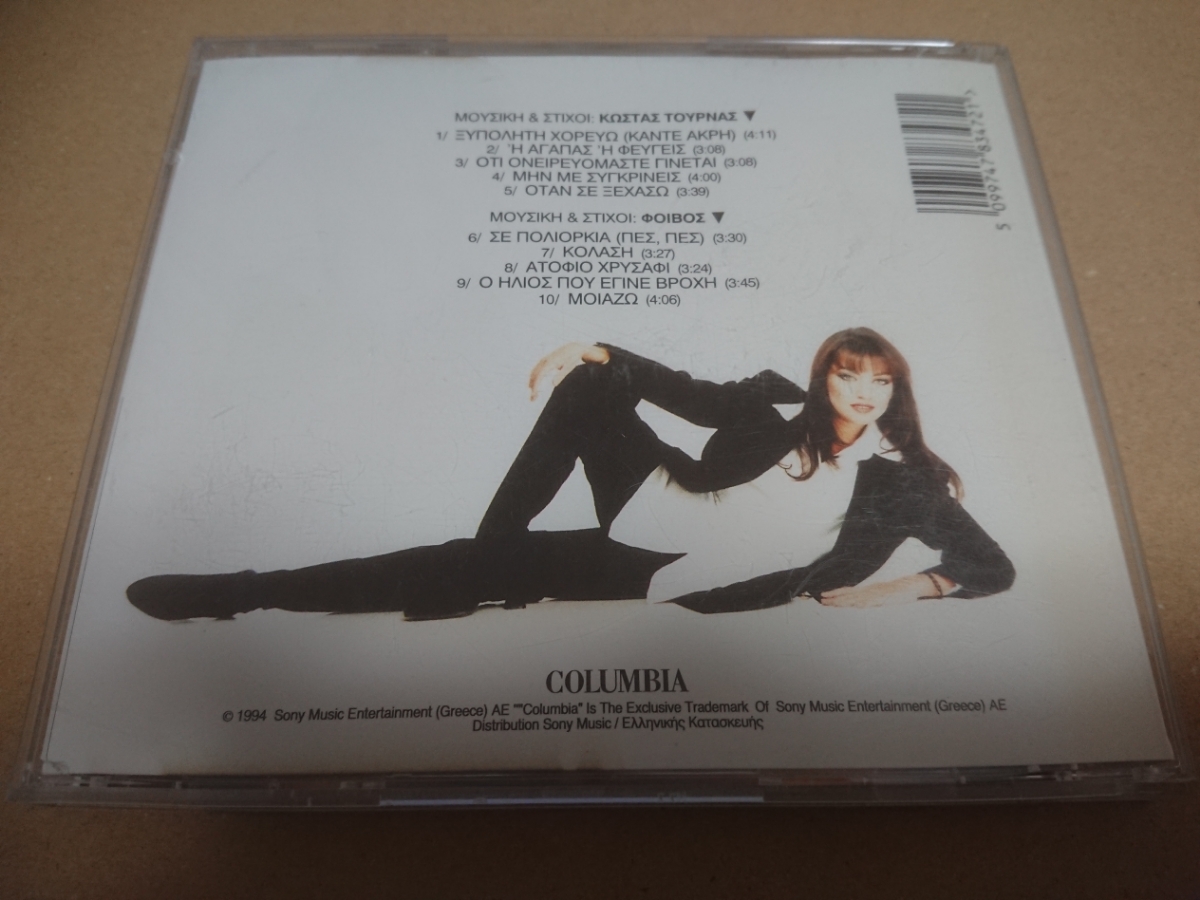 ΜΟΥΣΙΚΗ & ΣΤΙΧΟΙ: ΚΩΣΤΑΣ ΤΟΥΡΝΑΣ ▼
1/ ΞΥΠΟΛΗΤΗ ΧΟΡΕΥΩ (ΚΑΝΤΕ ΑΚΡΗ) (4:11)
2/ Ή ΑΓΑΠΑΣ Ή ΦΕΥΓΕΙΣ (3:08)
3/ ΟΤΙ ΟΝΕΙΡΕΥΟΜΑΣΤΕ ΓΙΝΕΤΑΙ (3:08)
4/ ΜΗΝ ΜΕ ΣΥΓΚΡΙΝΕΙΣ (4:00)
5/ ΟΤΑΝ ΣΕ ΞΕΧΑΣΩ (3:39)
ΜΟΥΣΙΚΗ & ΣΤΙΧΟΙ: ΦΟΙΒΟΣ ▼
6/ ΣΕ ΠΟΛΙΟΡΚΙΑ (ΠΕΣ, ΠΕΣ) (3:30)
7/ ΚΟΛΑΣΗ (3:27)
8/ ΑΤΟΦΙΟ ΧΡΥΣΑΦΙ (3:24)
9/ Ο ΗΛΙΟΣ ΠΟΥ ΕΓΙΝΕ ΒΡΟΧΗ (3:45)
10/ ΜΟΙΑΖΩ (4:06)
5 099747 834721 >
COLUMBIA
© 1994 Sony Music Entertainment (Greece) AE ""Columbia" Is The Exclusive Trademark Of Sony Music Entertainment (Greece) AE
Distribution Sony Music / Ελληνικής Κατασκευής